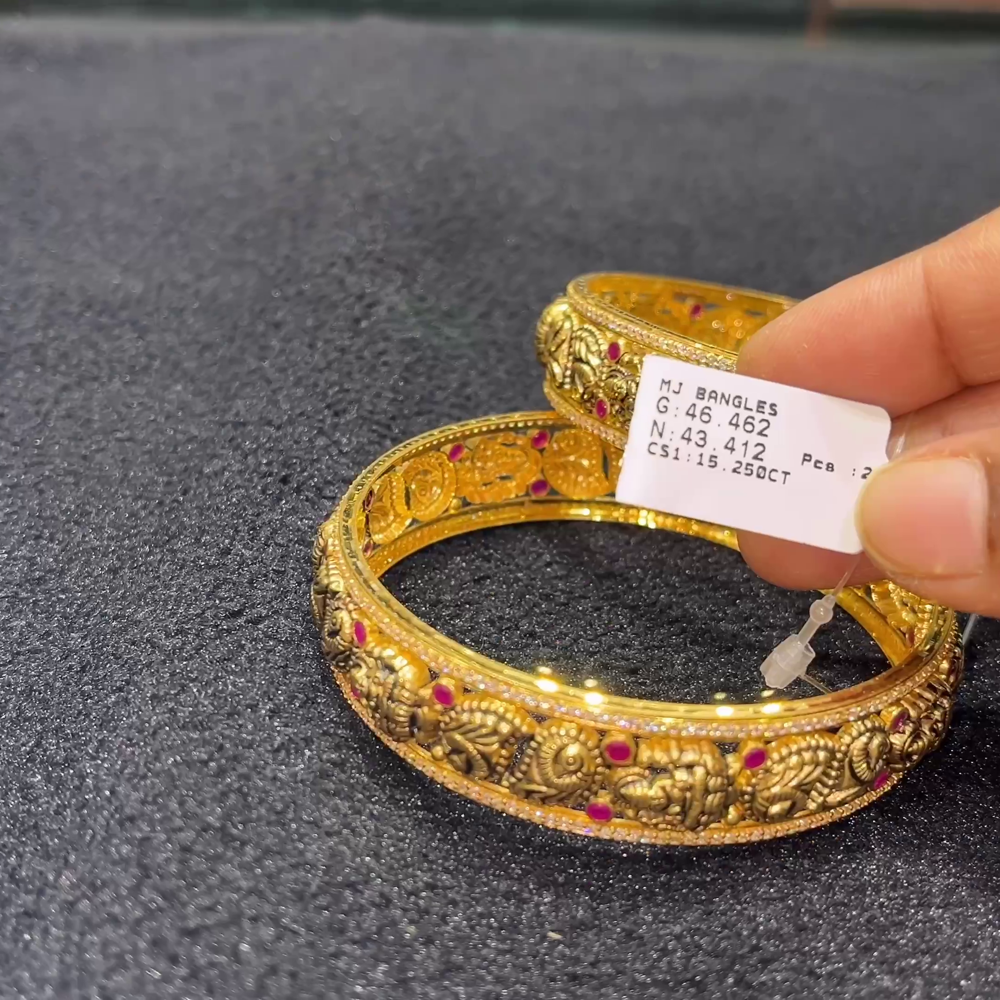 MJ BANGLES
G:46.462
N:43.412
CS1:15.250CT Pcs :2